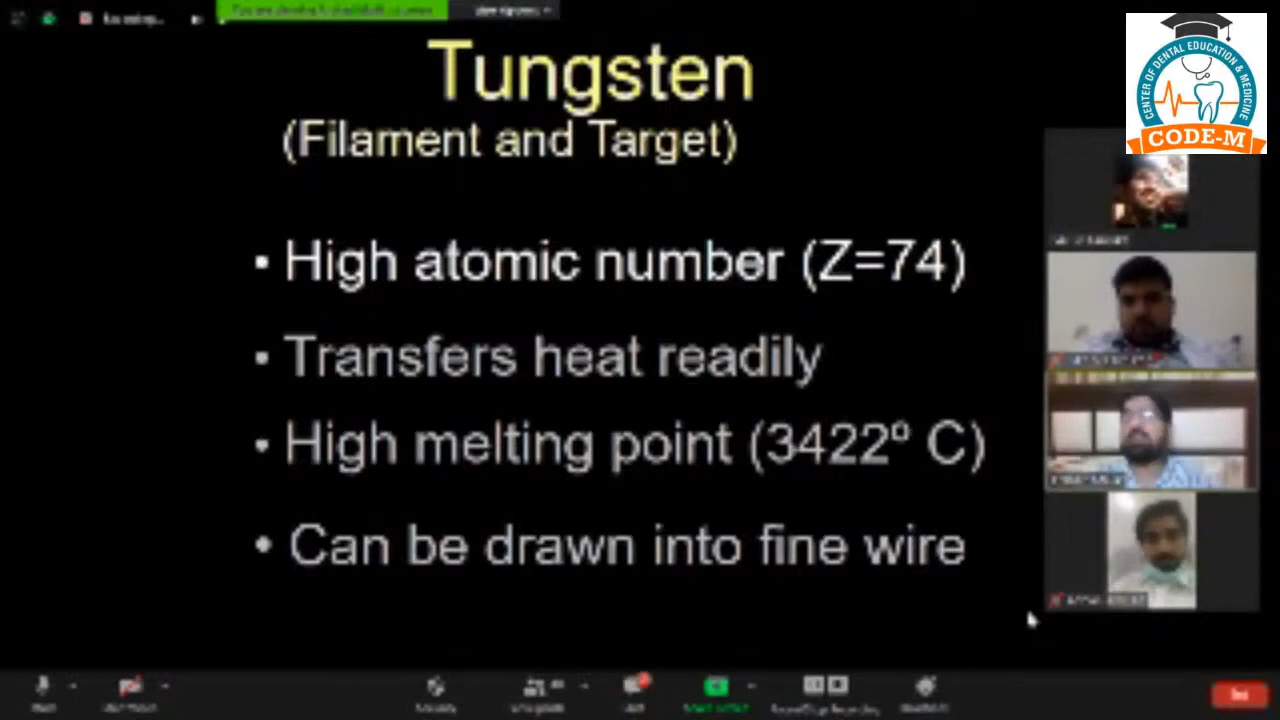 Tungsten
(Filament and Target)
• High atomic number (Z=74)
• Transfers heat readily
• High melting point (3422º C)
• Can be drawn into fine wire
CENTER OF DENTAL EDUCATION & MEDICINE
CODE-M